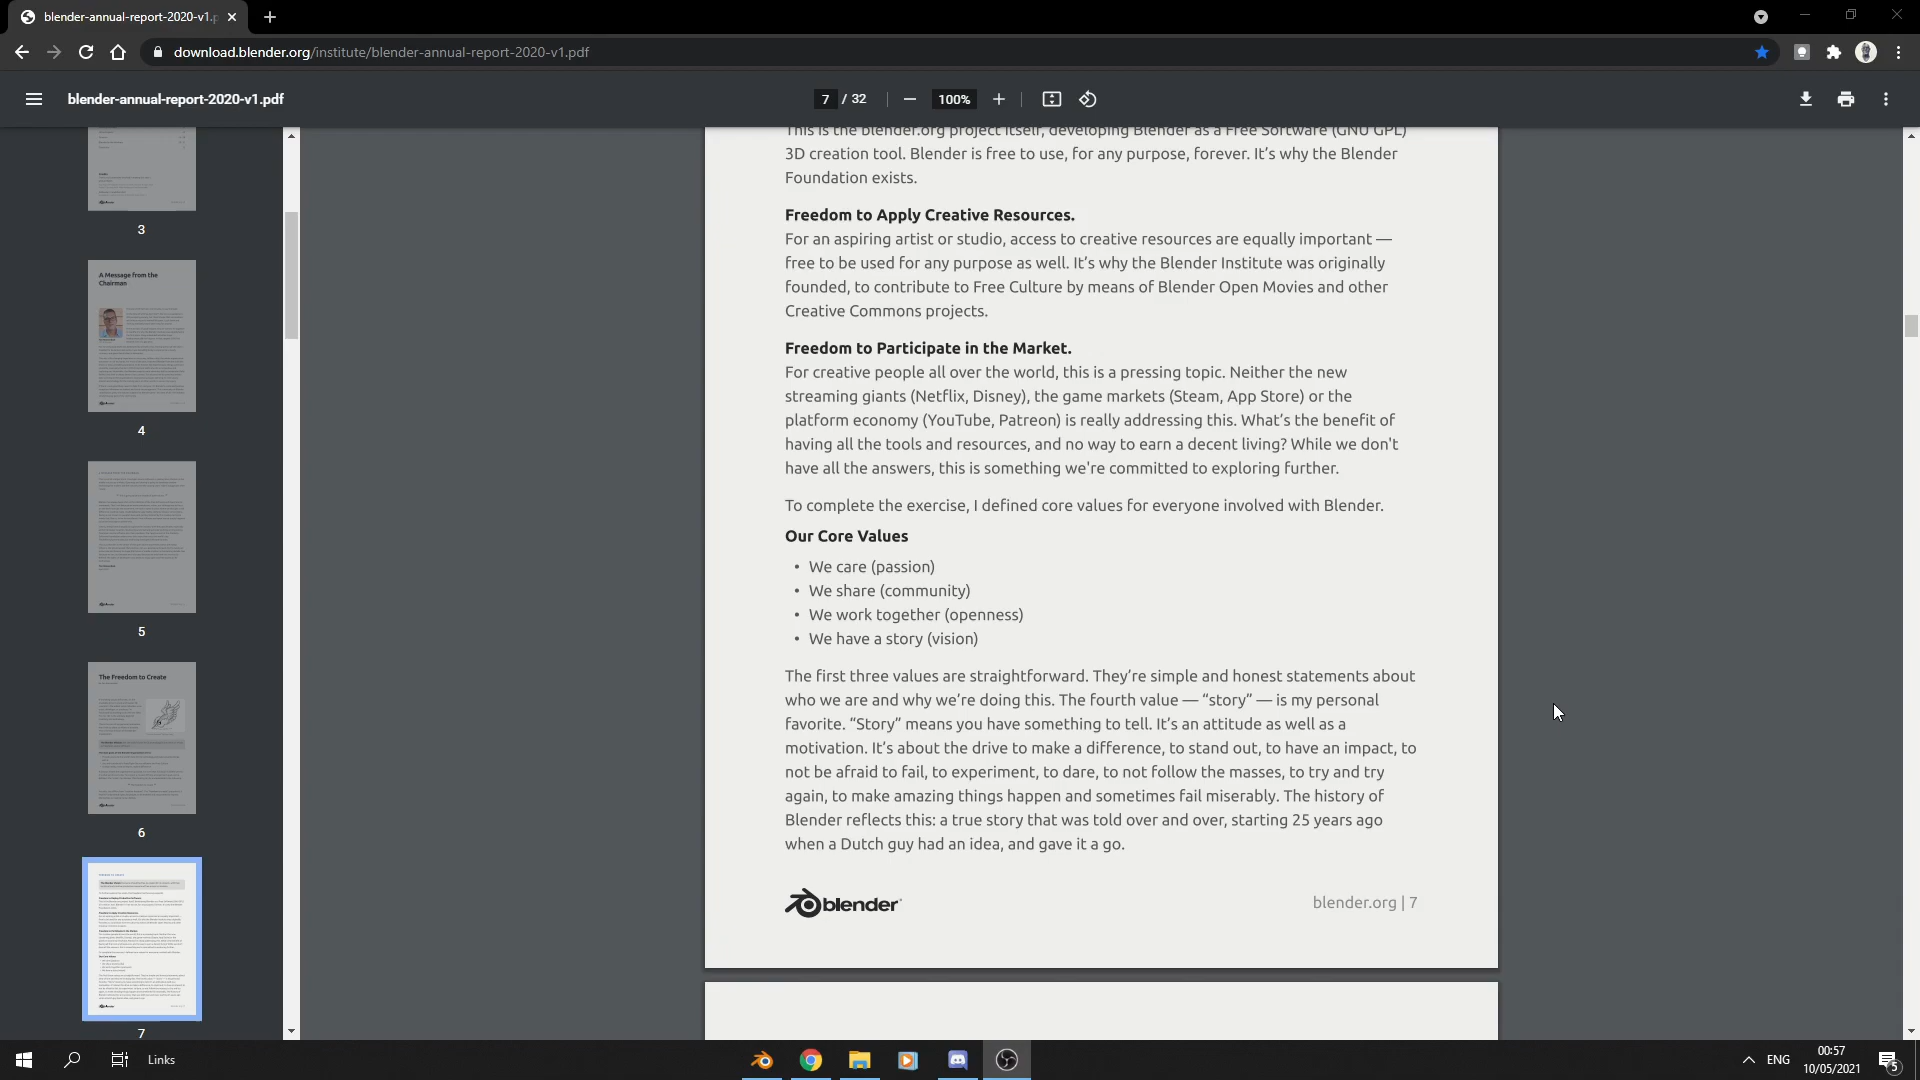 blender-annual-report-2020-v1.p
download.blender.org/institute/blender-annual-report-2020-v1.pdf
blender-annual-report-2020-v1.pdf
7 / 32
100%
3
A Message from the
Chairman
4
5
The Freedom to Create
6
7
This is the blender.org project itself, developing Blender as a Free Software (GNU GPL)
3D creation tool. Blender is free to use, for any purpose, forever. It’s why the Blender
Foundation exists.
Freedom to Apply Creative Resources.
For an aspiring artist or studio, access to creative resources are equally important —
free to be used for any purpose as well. It’s why the Blender Institute was originally
founded, to contribute to Free Culture by means of Blender Open Movies and other
Creative Commons projects.
Freedom to Participate in the Market.
For creative people all over the world, this is a pressing topic. Neither the new
streaming giants (Netflix, Disney), the game markets (Steam, App Store) or the
platform economy (YouTube, Patreon) is really addressing this. What’s the benefit of
having all the tools and resources, and no way to earn a decent living? While we don't
have all the answers, this is something we're committed to exploring further.
To complete the exercise, I defined core values for everyone involved with Blender.
Our Core Values
• We care (passion)
• We share (community)
• We work together (openness)
• We have a story (vision)
The first three values are straightforward. They’re simple and honest statements about
who we are and why we’re doing this. The fourth value — “story” — is my personal
favorite. “Story” means you have something to tell. It’s an attitude as well as a
motivation. It’s about the drive to make a difference, to stand out, to have an impact, to
not be afraid to fail, to experiment, to dare, to not follow the masses, to try and try
again, to make amazing things happen and sometimes fail miserably. The history of
Blender reflects this: a true story that was told over and over, starting 25 years ago
when a Dutch guy had an idea, and gave it a go.
blender
blender.org | 7
Links
ENG
00:57
10/05/2021
5